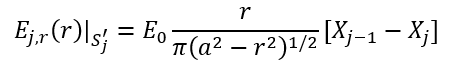 $E_{j,r}(r)|_{S'_j} = E_0 \frac{r}{\pi(a^2 - r^2)^{1/2}} [X_{j-1} - X_j]$